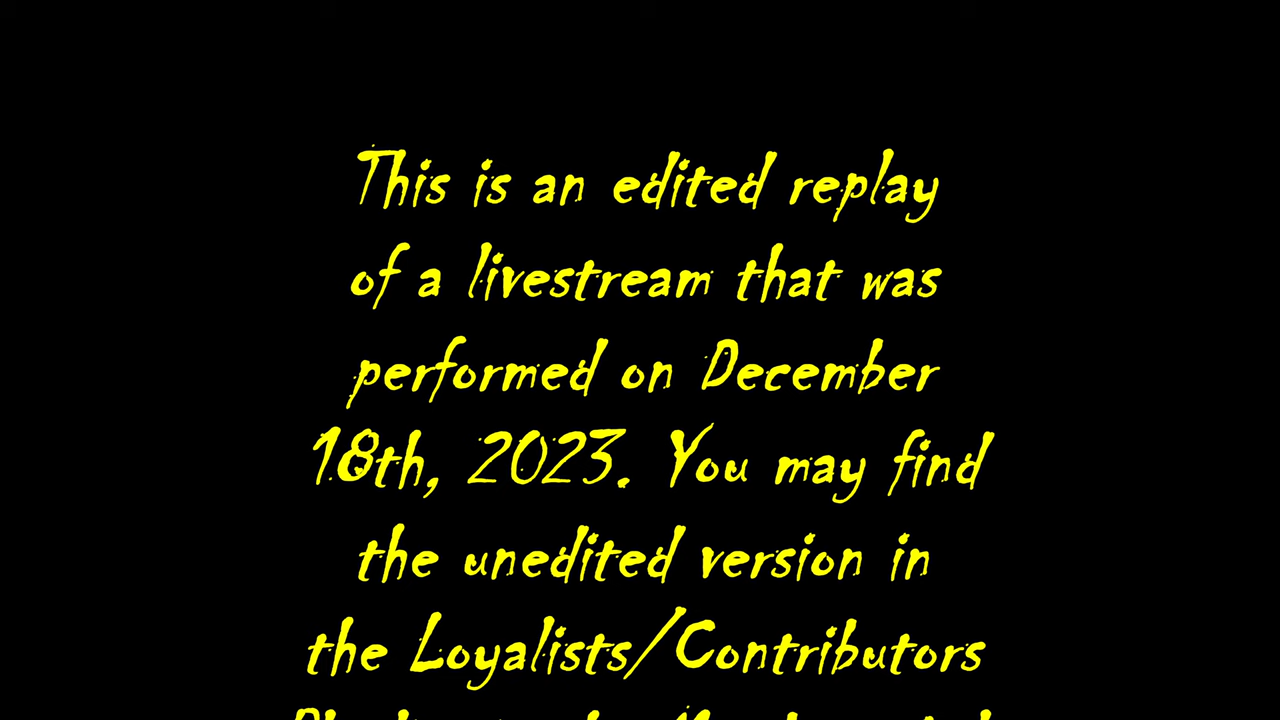 This is an edited replay
of a livestream that was
performed on December
18th, 2023. You may find
the unedited version in
the Loyalists/Contributors